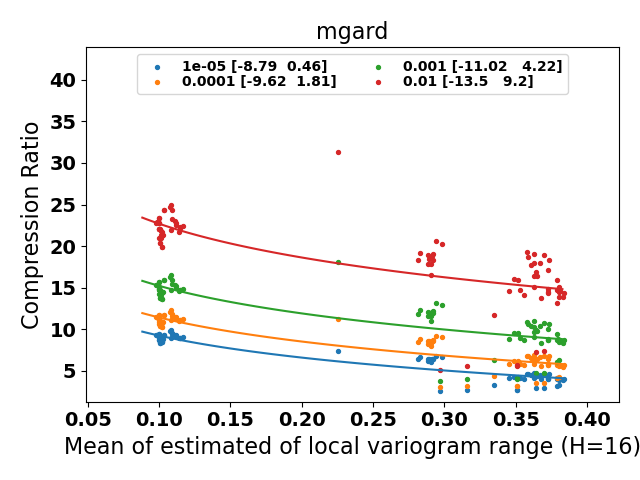 mgard
1e-05 [-8.79  0.46]
0.0001 [-9.62  1.81]
0.001 [-11.02   4.22]
0.01 [-13.5   9.2]
Compression Ratio
40
35
30
25
20
15
10
5
0.05 0.10 0.15 0.20 0.25 0.30 0.35 0.40
Mean of estimated of local variogram range (H=16)